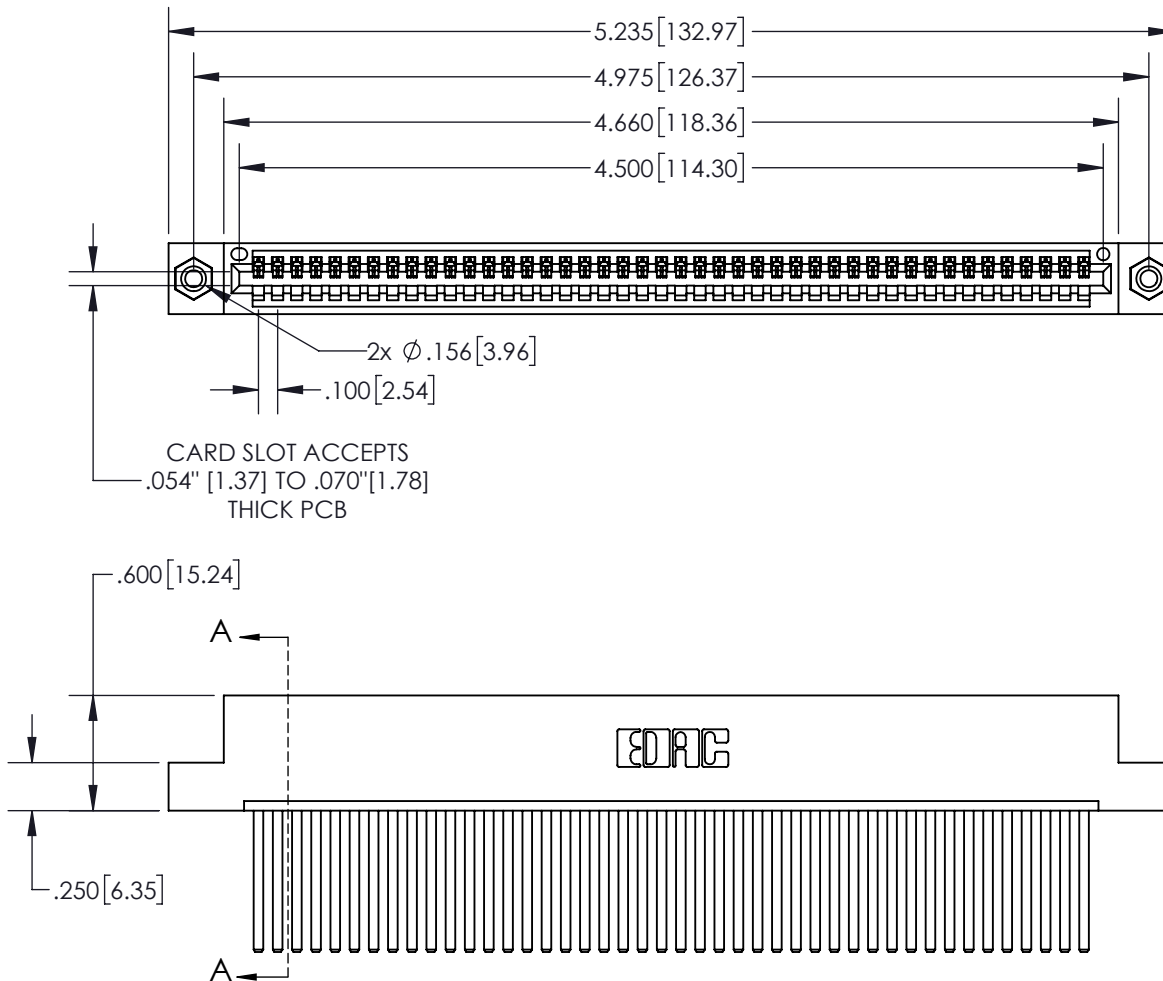 5.235[132.97]
4.975[126.37]
4.660[118.36]
4.500[114.30]
2x Ø.156[3.96]
.100[2.54]
CARD SLOT ACCEPTS
.054" [1.37] TO .070"[1.78]
THICK PCB
.600[15.24]
A
EDAC
.250[6.35]
A